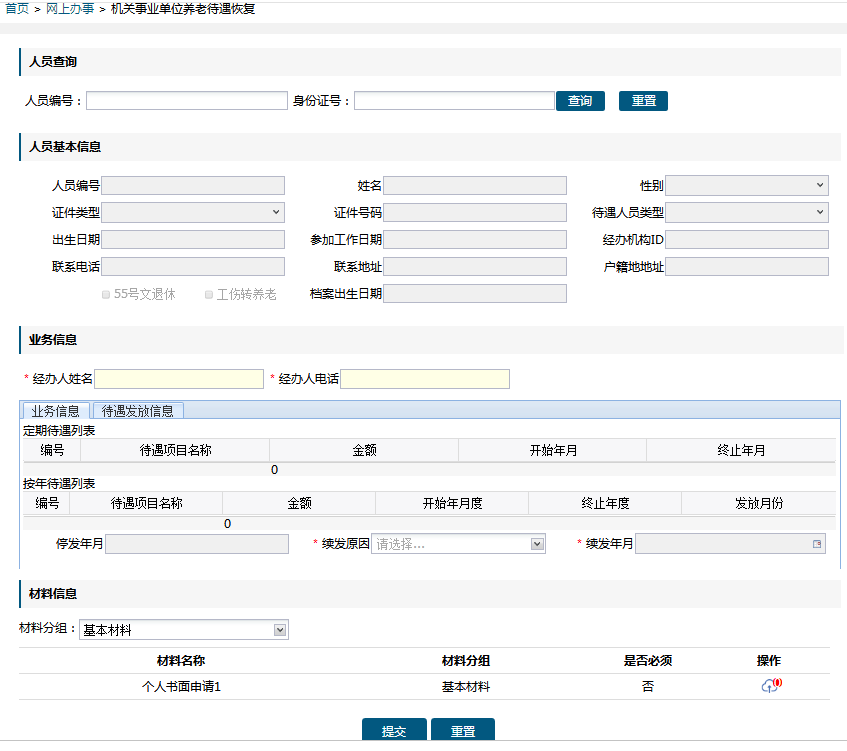 首页 > 网上办事 > 机关事业单位养老待遇恢复
人员查询
人员编号： 身份证号： 查询 重置
人员基本信息
人员编号 姓名 性别
证件类型 证件号码 待遇人员类型
出生日期 参加工作日期 经办机构ID
联系电话 联系地址 户籍地地址
55号文退休 工伤转养老 档案出生日期
业务信息
* 经办人姓名 * 经办人电话
业务信息 待遇发放信息
定期待遇列表
编号 待遇项目名称 金额 开始年月 终止年月
0
按年待遇列表
编号 待遇项目名称 金额 开始年月度 终止年度 发放月份
0
停发年月 * 续发原因 请选择... * 续发年月
材料信息
材料分组： 基本材料
材料名称 材料分组 是否必须 操作
个人书面申请1 基本材料 否 0
提交 重置